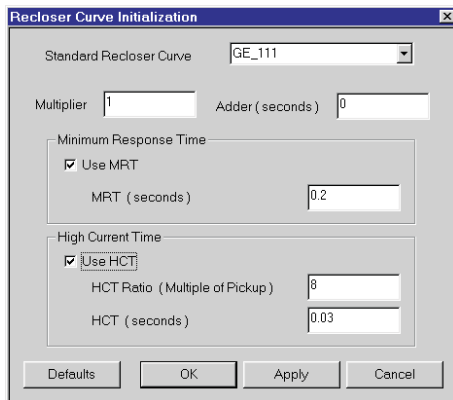 Recloser Curve Initialization
Standard Recloser Curve GE_111
Multiplier 1 Adder ( seconds ) 0
Minimum Response Time
Use MRT
MRT ( seconds ) 0.2
High Current Time
Use HCT
HCT Ratio ( Multiple of Pickup ) 8
HCT ( seconds ) 0.03
Defaults OK Apply Cancel